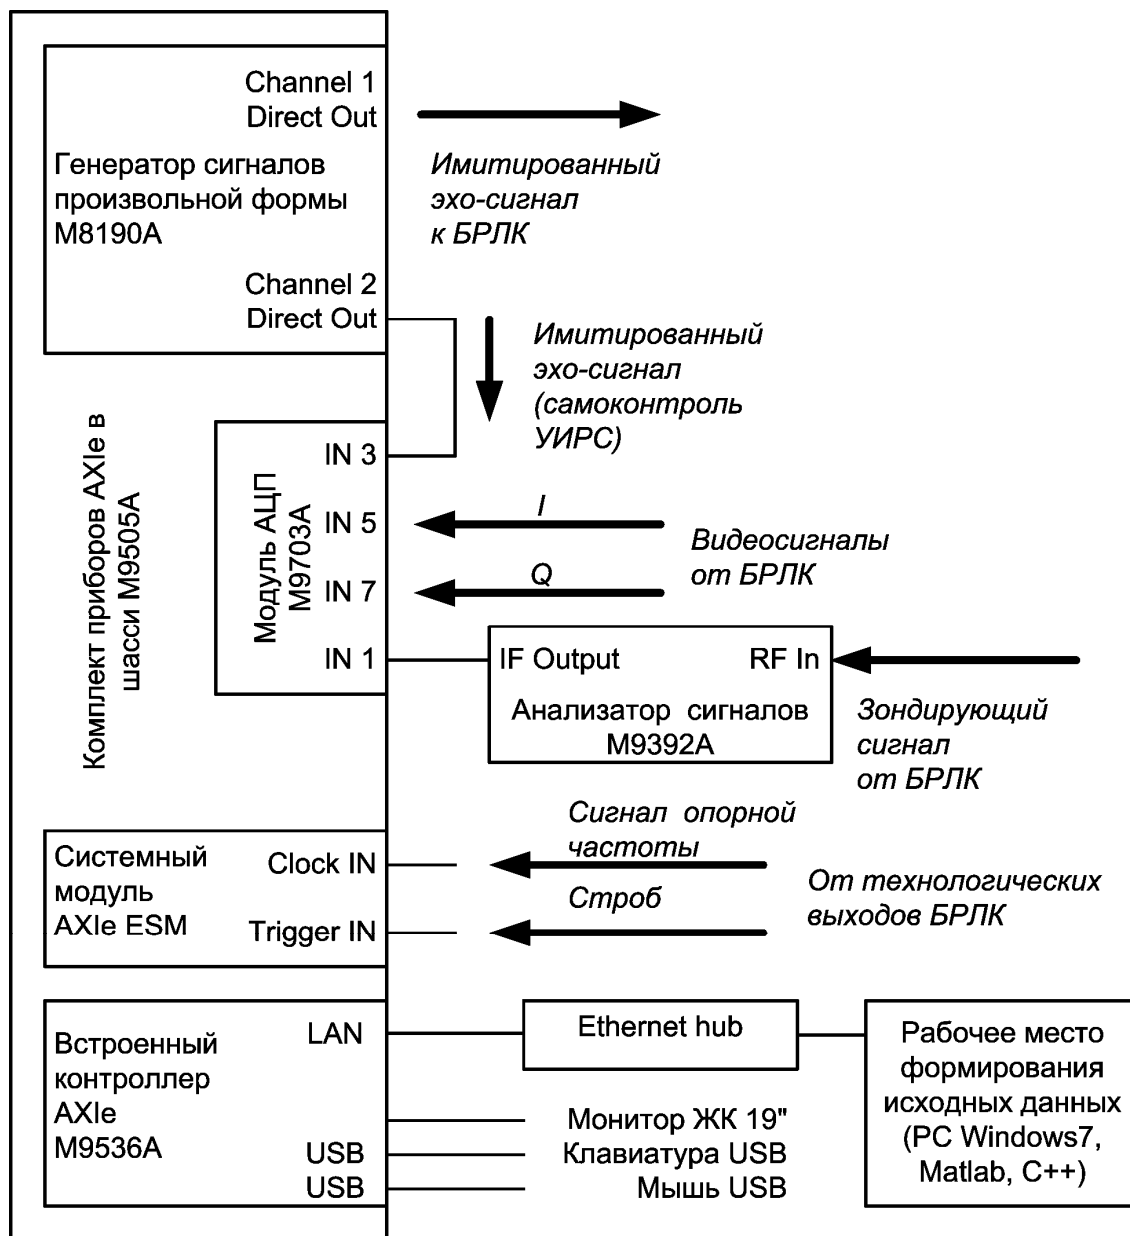 Channel 1
Direct Out
Генератор сигналов
произвольной формы
M8190A
Channel 2
Direct Out
Имитированный
эхо-сигнал
к БРЛК
Имитированный
эхо-сигнал
(самоконтроль
УИРС)
Комплект приборов AXIe в
шасси M9505A
Модуль АЦП
M9703A
IN 3
IN 5
IN 7
IN 1
I
Q
Видеосигналы
от БРЛК
IF Output
RF In
Анализатор сигналов
M9392A
Зондирующий
сигнал
от БРЛК
Системный
модуль
AXIe ESM
Clock IN
Trigger IN
Сигнал опорной
частоты
Строб
От технологических
выходов БРЛК
Встроенный
контроллер
AXIe
M9536A
LAN
USB
USB
Ethernet hub
Монитор ЖК 19"
Клавиатура USB
Мышь USB
Рабочее место
формирования
исходных данных
(PC Windows7,
Matlab, C++)